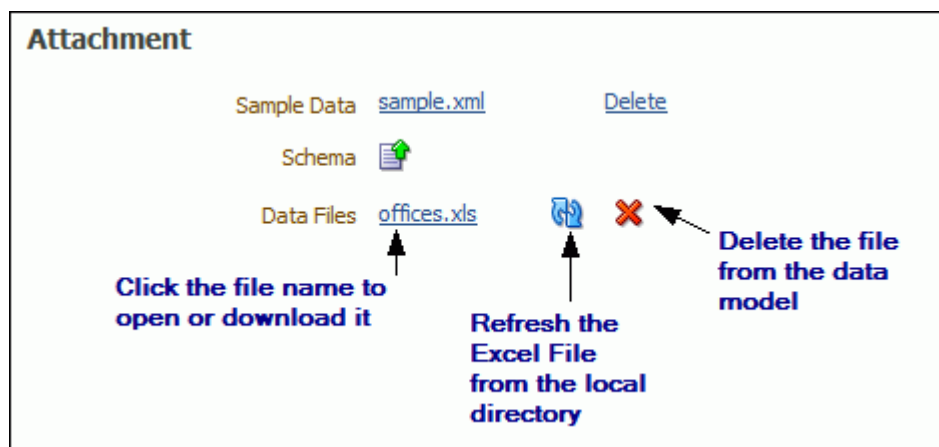 Attachment
Sample Data sample.xml Delete
Schema
Data Files offices.xls
Click the file name to
open or download it
Refresh the
Excel File
from the local
directory
Delete the file
from the data
model